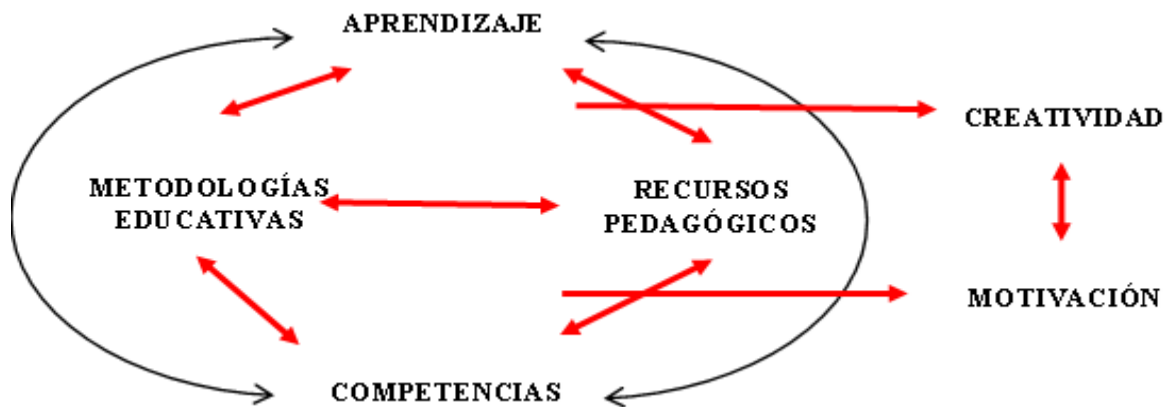 APRENDIZAJE
CREATIVIDAD
METODOLOGÍAS
EDUCATIVAS
RECURSOS
PEDAGÓGICOS
MOTIVACIÓN
COMPETENCIAS